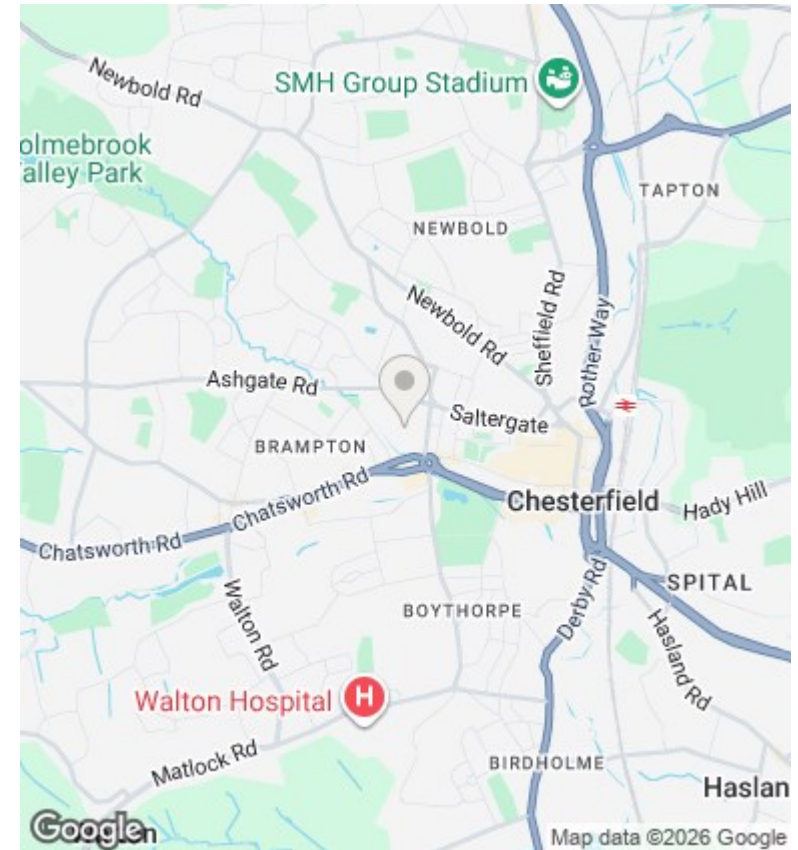 Newbold Rd
SMH Group Stadium
olmebrook
alley Park
TAPTON
NEWBOLD
Newbold Rd
Sheffield Rd
Rother Way
Ashgate Rd
Saltergate
BRAMPTON
Chatsworth Rd
Chesterfield
Hady Hill
Chatsworth Rd
Walton Rd
Derby Rd
SPITAL
BOYTHORPE
Hasland Rd
Walton Hospital
H
Matlock Rd
BIRDHOLME
Haslan
Google
Map data ©2026 Google